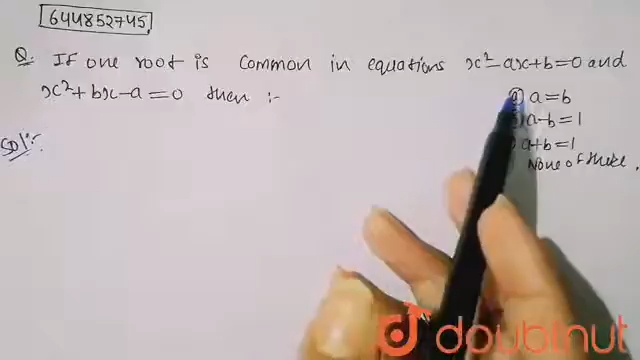 644852745
Q. If one root is common in equations x²-ax+b=0 and
x²+bx-a=0 then :-
(a) a=b
a-b=1
a+b=1
None of these.
Sol:-
doubtnut